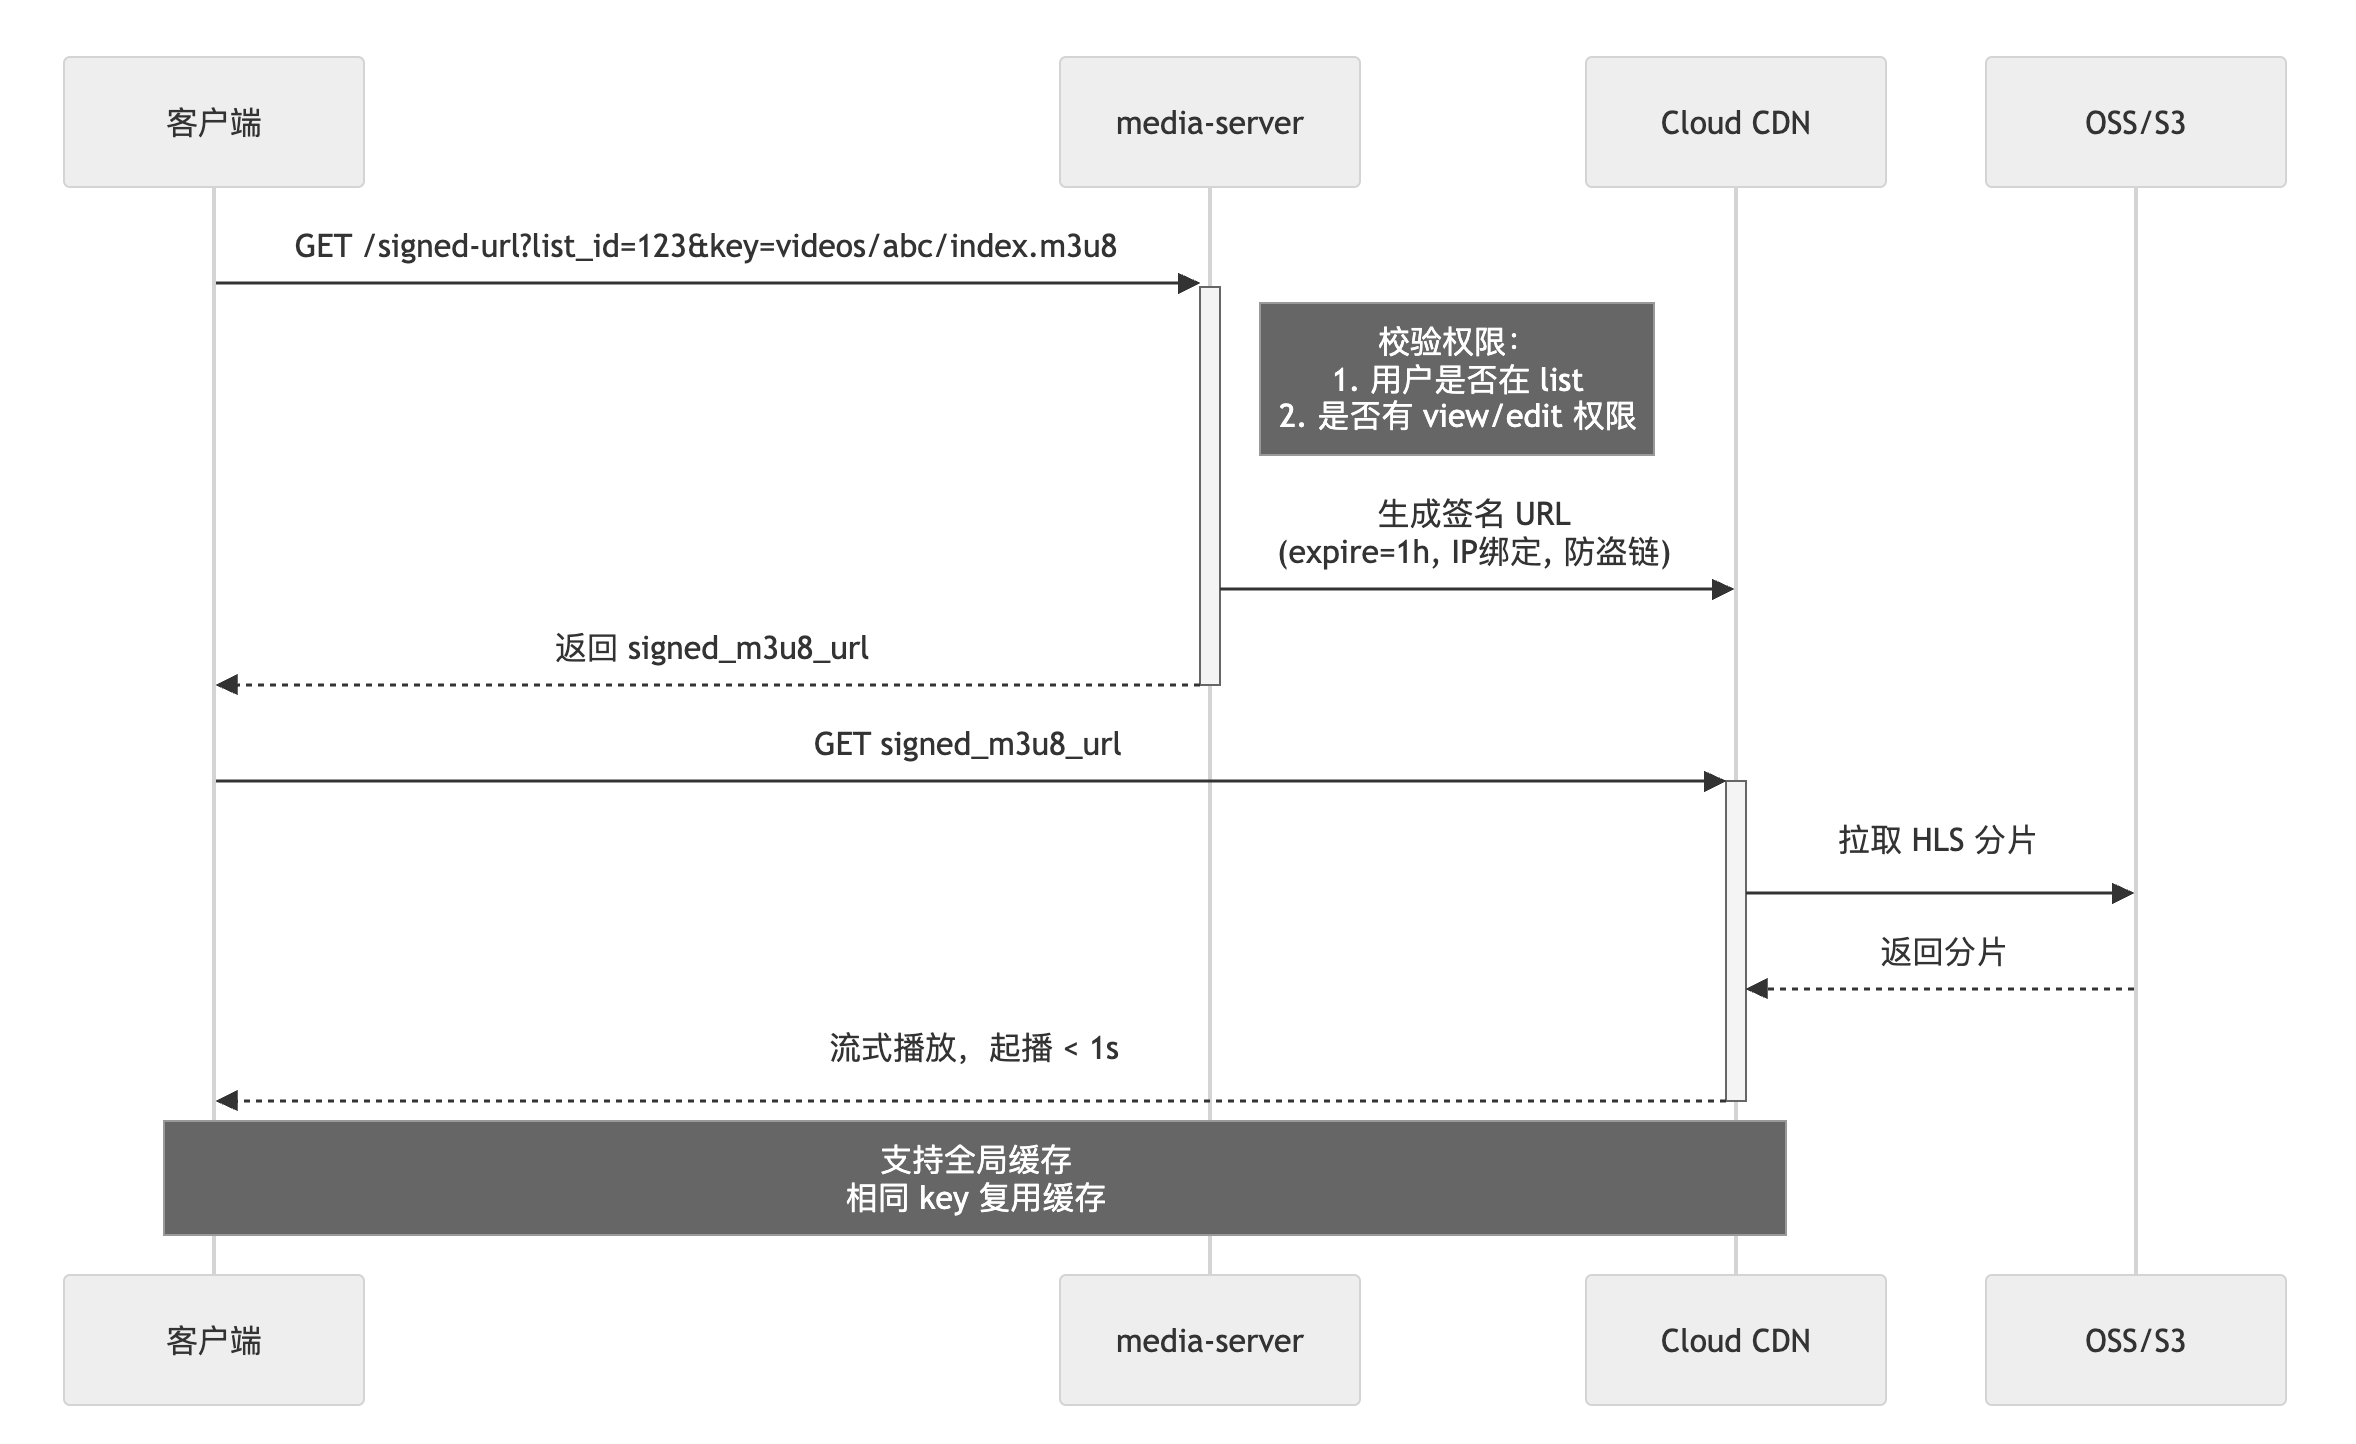 客户端
media-server
Cloud CDN
OSS/S3
GET /signed-url?list_id=123&key=videos/abc/index.m3u8
校验权限：
1. 用户是否在 list
2. 是否有 view/edit 权限
生成签名 URL
(expire=1h, IP绑定, 防盗链)
返回 signed_m3u8_url
GET signed_m3u8_url
拉取 HLS 分片
返回分片
流式播放，起播 < 1s
支持全局缓存
相同 key 复用缓存
客户端
media-server
Cloud CDN
OSS/S3